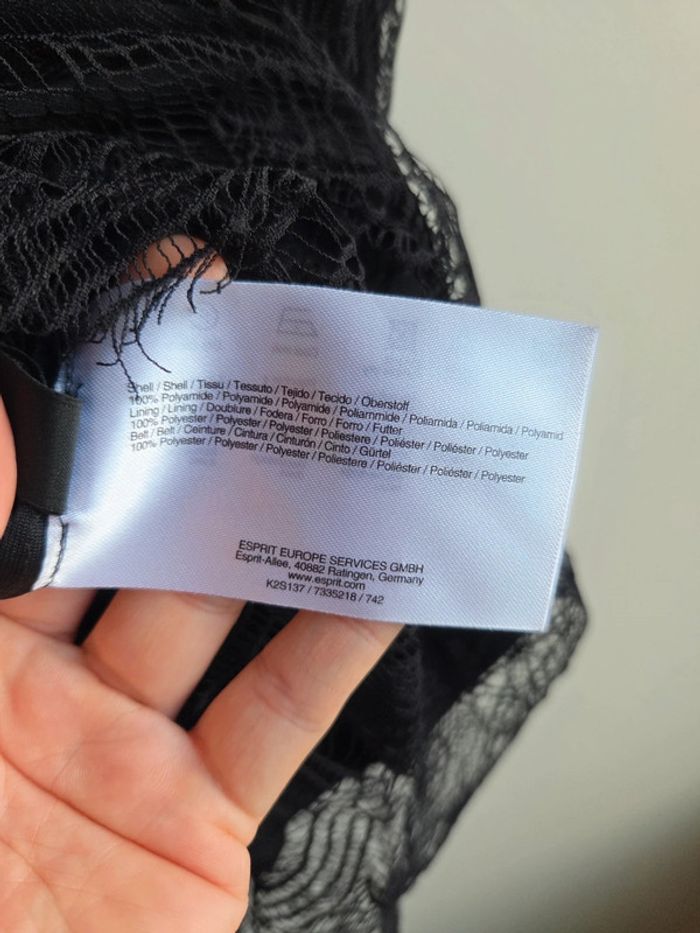 Shell / Shell / Tissu / Tessuto / Tejido / Tecido / Oberstoff
100% Polyamide / Polyamide / Polyamide / Poliammide / Poliamida / Poliamida / Polyamid
Lining / Lining / Doublure / Fodera / Forro / Forro / Futter
100% Polyester / Polyester / Polyester / Poliestere / Poliéster / Poliéster / Polyester
Belt / Belt / Ceinture / Cintura / Cinturón / Cinto / Gürtel
100% Polyester / Polyester / Polyester / Poliestere / Poliéster / Poliéster / Polyester
ESPRIT EUROPE SERVICES GMBH
Esprit-Allee, 40882 Ratingen, Germany
www.esprit.com
K2S137 / 7335218 / 742